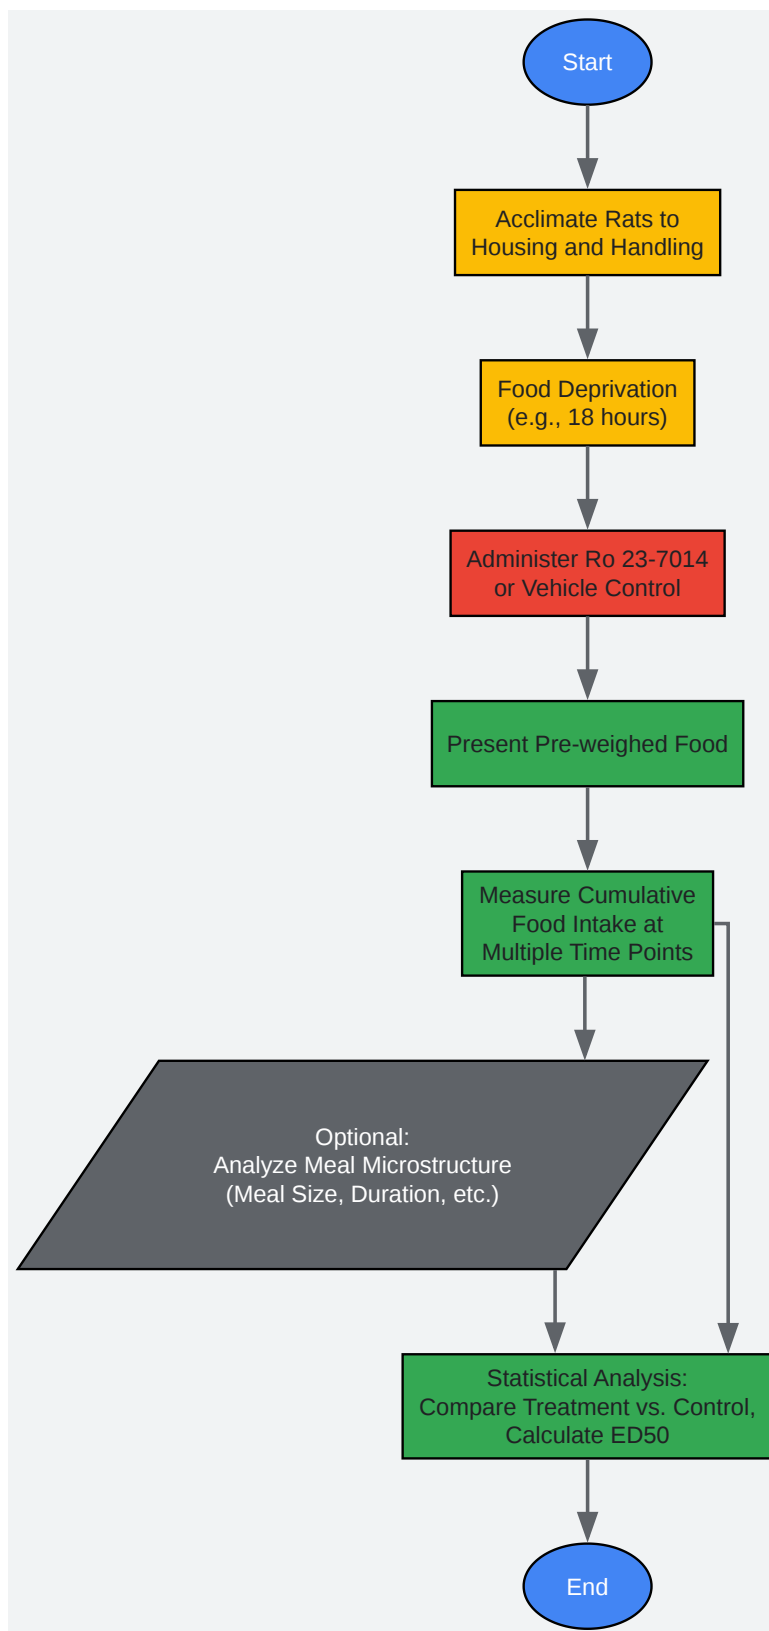 Start
Acclimate Rats to
Housing and Handling
Food Deprivation
(e.g., 18 hours)
Administer Ro 23-7014
or Vehicle Control
Present Pre-weighed Food
Measure Cumulative
Food Intake at
Multiple Time Points
Optional:
Analyze Meal Microstructure
(Meal Size, Duration, etc.)
Statistical Analysis:
Compare Treatment vs. Control,
Calculate ED50
End